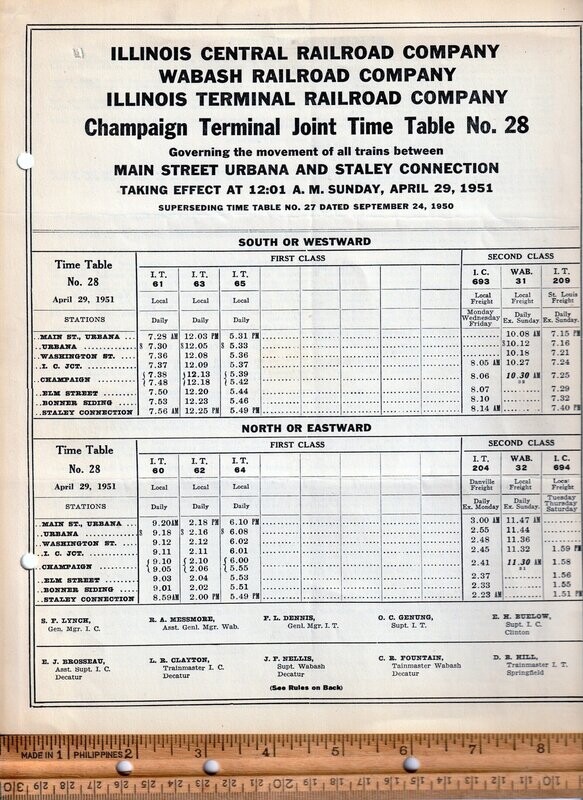 ILLINOIS CENTRAL RAILROAD COMPANY
WABASH RAILROAD COMPANY
ILLINOIS TERMINAL RAILROAD COMPANY
Champaign Terminal Joint Time Table No. 28
Governing the movement of all trains between
MAIN STREET URBANA AND STALEY CONNECTION
TAKING EFFECT AT 12:01 A. M. SUNDAY, APRIL 29, 1951
SUPERSEDING TIME TABLE NO. 27 DATED SEPTEMBER 24, 1950
SOUTH OR WESTWARD
Time Table No. 28 April 29, 1951 FIRST CLASS SECOND CLASS
I. T. 61 I. T. 63 I. T. 65 I. C. 693 WAB. 31 I. T. 209
Local Local Local Local Freight Local Freight St. Louis Freight
STATIONS Daily Daily Daily Monday Wednesday Friday Daily Ex. Sunday. Daily Ex. Sunday.
MAIN ST., URBANA 7.28 AM 12.03 PM 5.31 PM 10.08 AM 7.15 PM
URBANA S 7.30 S 12.05 S 5.33 S 10.12 7.16
WASHINGTON ST. 7.36 12.08 5.36 10.18 7.21
I. C. JCT. 7.37 12.09 5.37 8.05 AM 10.27 7.24
CHAMPAIGN { 7.38 7.48 { 12.13 12.18 { 5.39 5.42 8.06 10.30 AM 7.25
ELM STREET 7.50 12.20 5.44 8.07 7.29
BONNER SIDING 7.53 12.23 5.46 8.10 7.32
STALEY CONNECTION 7.56 AM 12.25 PM 5.49 PM 8.14 AM 7.40 PM
NORTH OR EASTWARD
Time Table No. 28 April 29, 1951 FIRST CLASS SECOND CLASS
I. T. 60 I. T. 62 I. T. 64 I. T. 204 WAB. 32 I. C. 694
Local Local Local Danville Freight Local Freight Local Freight
STATIONS Daily Daily Daily Daily Ex. Monday Daily Ex. Sunday. Tuesday Thursday Saturday
MAIN ST., URBANA 9.20 AM 2.18 PM 6.10 PM 3.00 AM 11.47 AM
URBANA S 9.18 S 2.16 S 6.08 2.55 11.44
WASHINGTON ST. 9.12 2.12 6.02 2.48 11.36
I. C. JCT. 9.11 2.11 6.01 2.45 11.32 1.59 PM
CHAMPAIGN { 9.10 9.05 { 2.10 2.06 { 6.00 5.55 2.41 11.30 AM 1.58
ELM STREET 9.03 2.04 5.53 2.37 1.56
BONNER SIDING 9.01 2.02 5.51 2.33 1.55
STALEY CONNECTION 8.59 AM 2.00 PM 5.49 PM 2.23 AM 1.51 PM
S. F. LYNCH, Gen. Mgr. I. C.
R. A. MESSMORE, Asst. Genl. Mgr. Wab.
F. L. DENNIS, Genl. Mgr. I. T.
O. C. GENUNG, Supt. I. T.
E. H. BUELOW, Supt. I. C. Clinton
E. J. BROSSEAU, Asst. Supt. I. C. Decatur
L. R. CLAYTON, Trainmaster I. C. Decatur
J. P. NELLIS, Supt. Wabash Decatur
C. R. FOUNTAIN, Tainmaster Wabash Decatur
D. R. HILL, Trainmaster I. T. Springfield
(See Rules on Back)
MADE IN PHILIPPINES
1 2 3 4 5 6 7 8